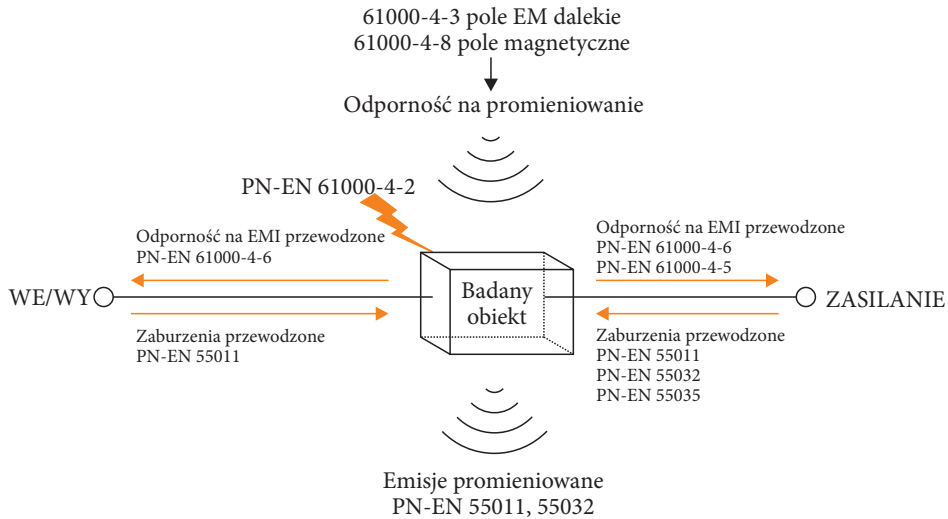 61000-4-3 pole EM dalekie
61000-4-8 pole magnetyczne
Odporność na promieniowanie
PN-EN 61000-4-2
Odporność na EMI przewodzone
PN-EN 61000-4-6
Odporność na EMI przewodzone
PN-EN 61000-4-6
PN-EN 61000-4-5
WE/WY
Badany
obiekt
ZASILANIE
Zaburzenia przewodzone
PN-EN 55011
Zaburzenia przewodzone
PN-EN 55011
PN-EN 55032
PN-EN 55035
Emisje promieniowane
PN-EN 55011, 55032